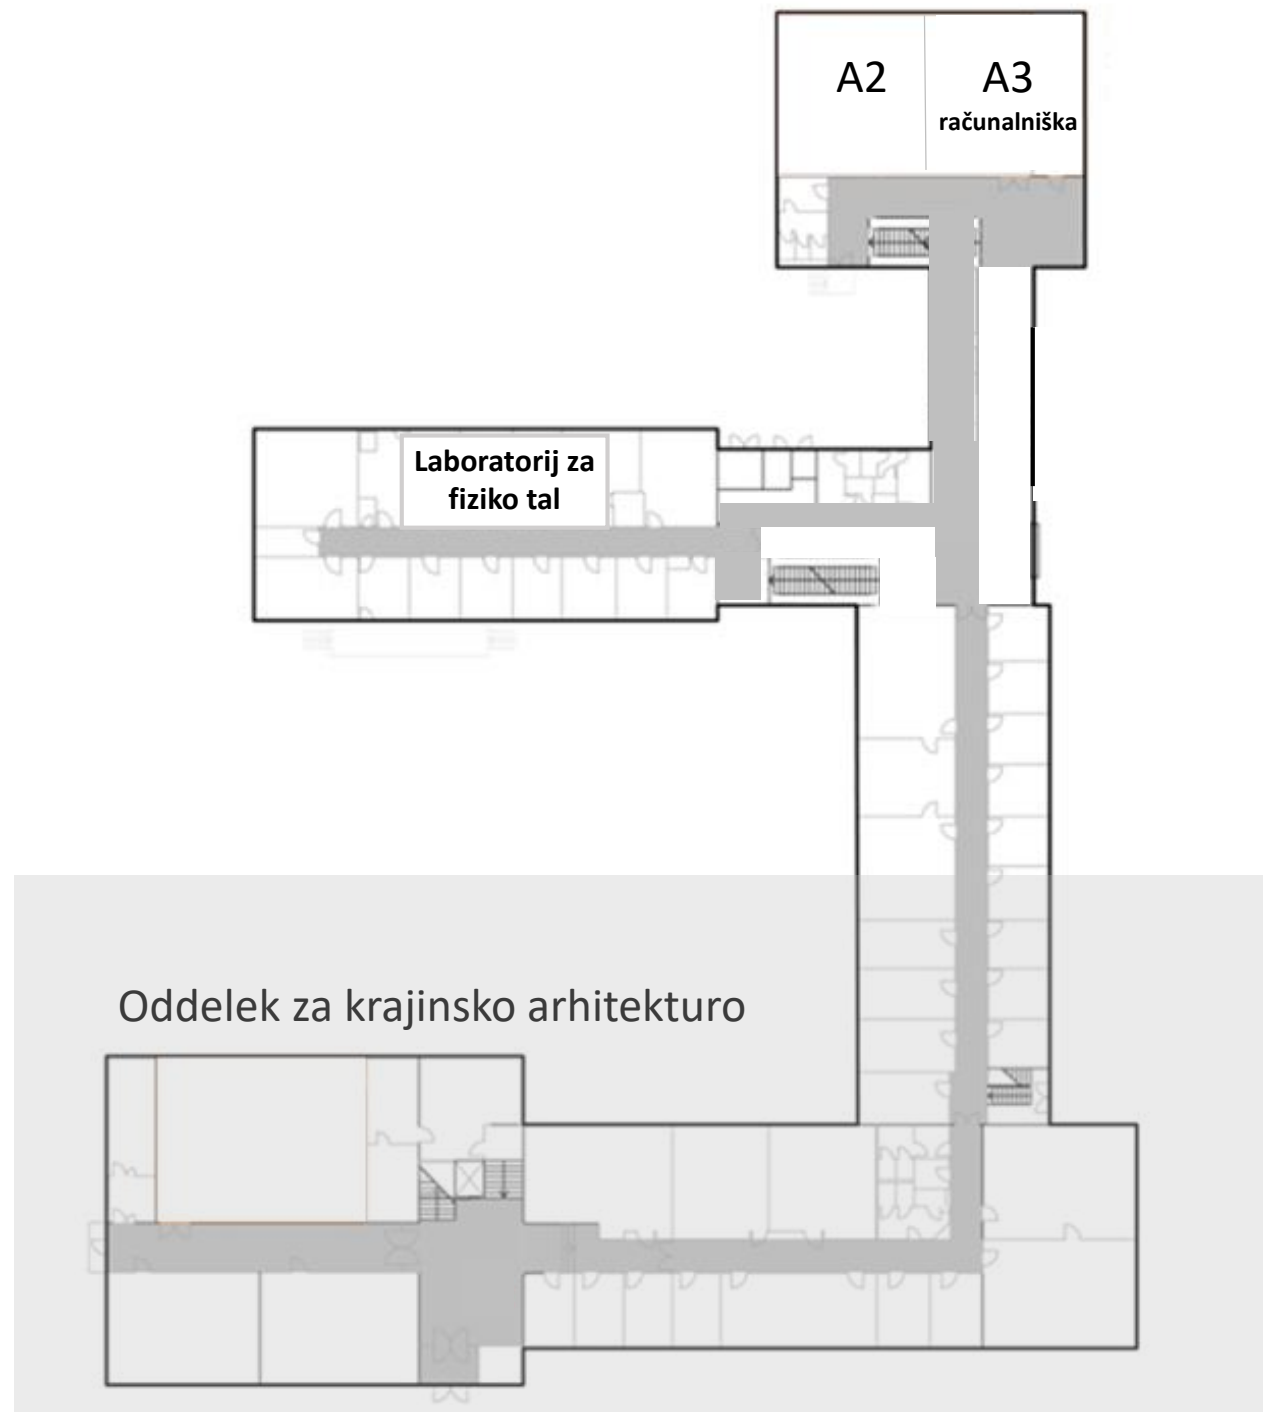 A2
A3
računalniška
Laboratorij za
fiziko tal
Oddelek za krajinsko arhitekturo